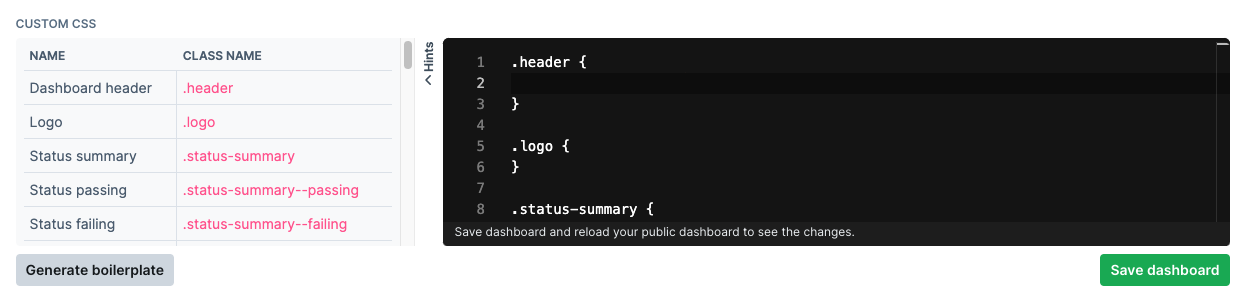 CUSTOM CSS
NAME CLASS NAME
Dashboard header .header
Logo .logo
Status summary .status-summary
Status passing .status-summary--passing
Status failing .status-summary--failing
Hints
1 .header {
2
3 }
4
5 .logo {
6 }
7
8 .status-summary {
Save dashboard and reload your public dashboard to see the changes.
Generate boilerplate
Save dashboard